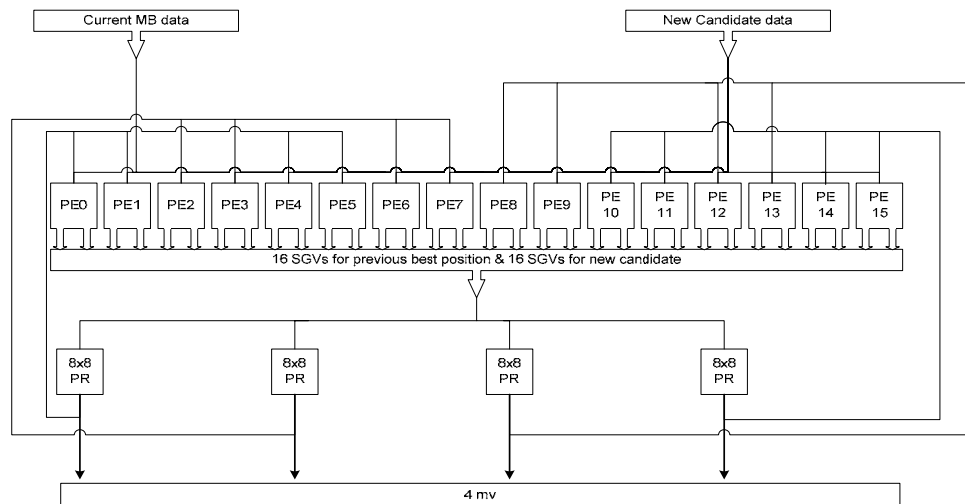 Current MB data
New Candidate data
PE0
PE1
PE2
PE3
PE4
PE5
PE6
PE7
PE8
PE9
PE
10
PE
11
PE
12
PE
13
PE
14
PE
15
16 SGVs for previous best position & 16 SGVs for new candidate
8x8
PR
8x8
PR
8x8
PR
8x8
PR
4 mv